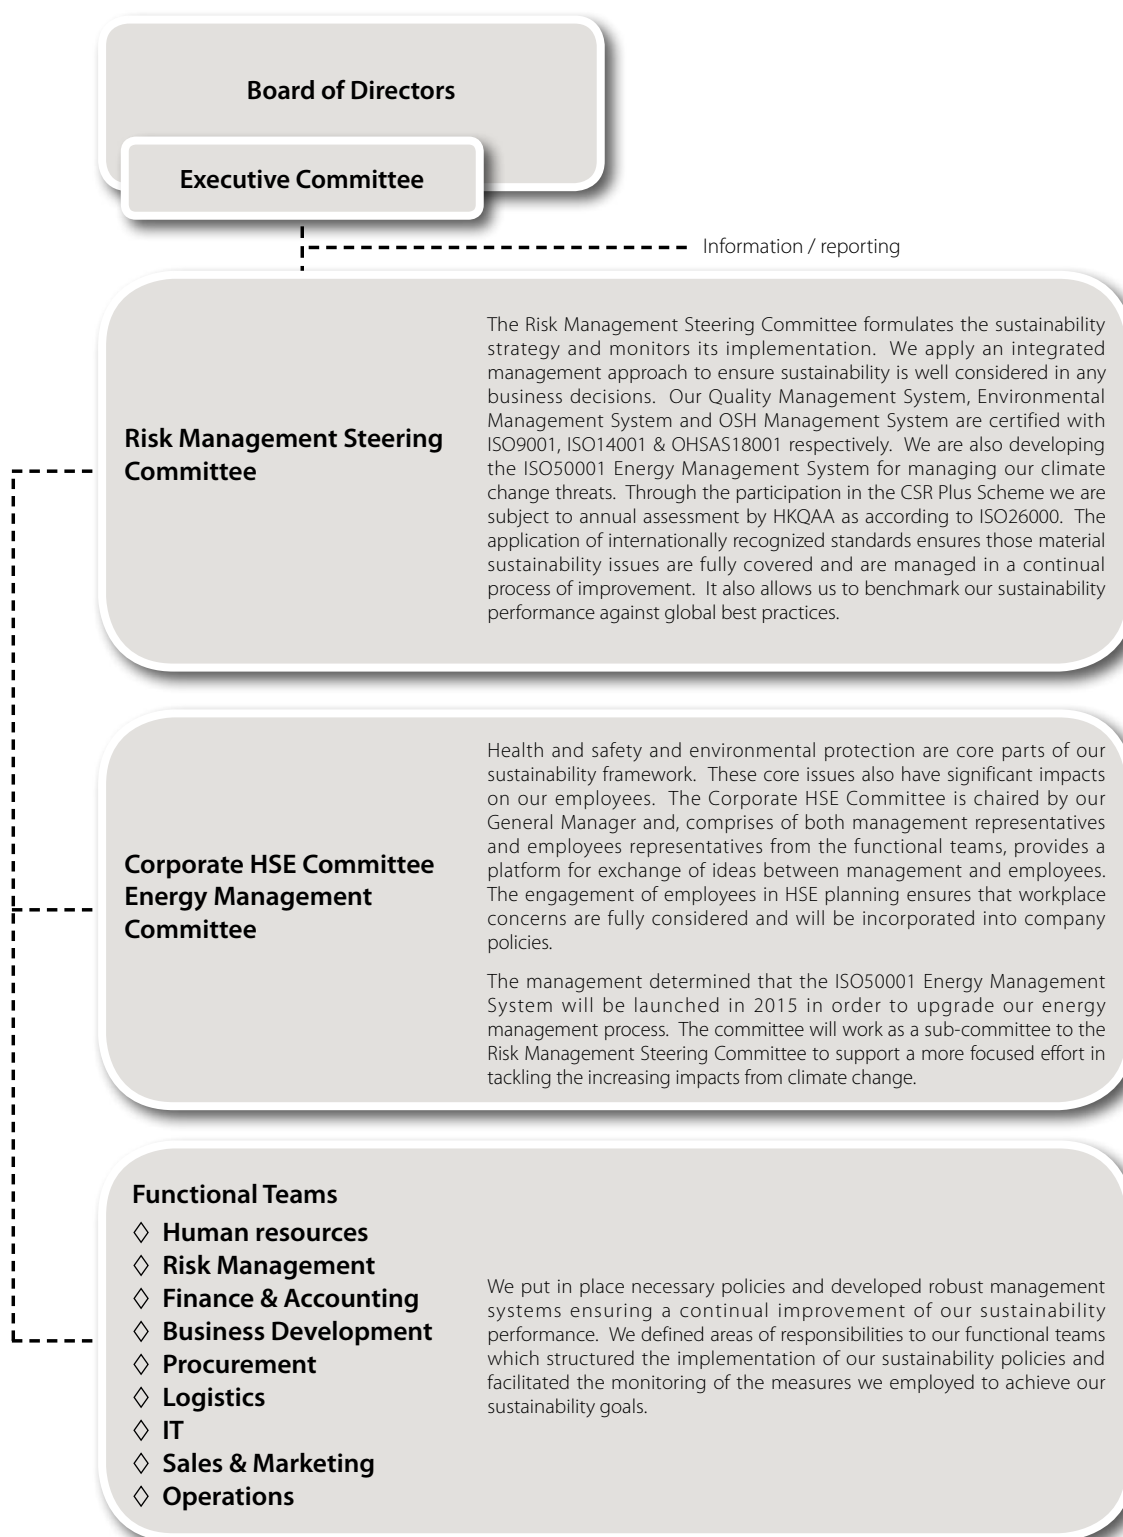 Board of Directors
Executive Committee
Information / reporting
Risk Management Steering
Committee
The Risk Management Steering Committee formulates the sustainability
strategy and monitors its implementation. We apply an integrated
management approach to ensure sustainability is well considered in any
business decisions. Our Quality Management System, Environmental
Management System and OSH Management System are certified with
ISO9001, ISO14001 & OHSAS18001 respectively. We are also developing
the ISO50001 Energy Management System for managing our climate
change threats. Through the participation in the CSR Plus Scheme we are
subject to annual assessment by HKQAA as according to ISO26000. The
application of internationally recognized standards ensures those material
sustainability issues are fully covered and are managed in a continual
process of improvement. It also allows us to benchmark our sustainability
performance against global best practices.
Corporate HSE Committee
Energy Management
Committee
Health and safety and environmental protection are core parts of our
sustainability framework. These core issues also have significant impacts
on our employees. The Corporate HSE Committee is chaired by our
General Manager and, comprises of both management representatives
and employees representatives from the functional teams, provides a
platform for exchange of ideas between management and employees.
The engagement of employees in HSE planning ensures that workplace
concerns are fully considered and will be incorporated into company
policies.
The management determined that the ISO50001 Energy Management
System will be launched in 2015 in order to upgrade our energy
management process. The committee will work as a sub-committee to the
Risk Management Steering Committee to support a more focused effort in
tackling the increasing impacts from climate change.
Functional Teams
◊ Human resources
◊ Risk Management
◊ Finance & Accounting
◊ Business Development
◊ Procurement
◊ Logistics
◊ IT
◊ Sales & Marketing
◊ Operations
We put in place necessary policies and developed robust management
systems ensuring a continual improvement of our sustainability
performance. We defined areas of responsibilities to our functional teams
which structured the implementation of our sustainability policies and
facilitated the monitoring of the measures we employed to achieve our
sustainability goals.